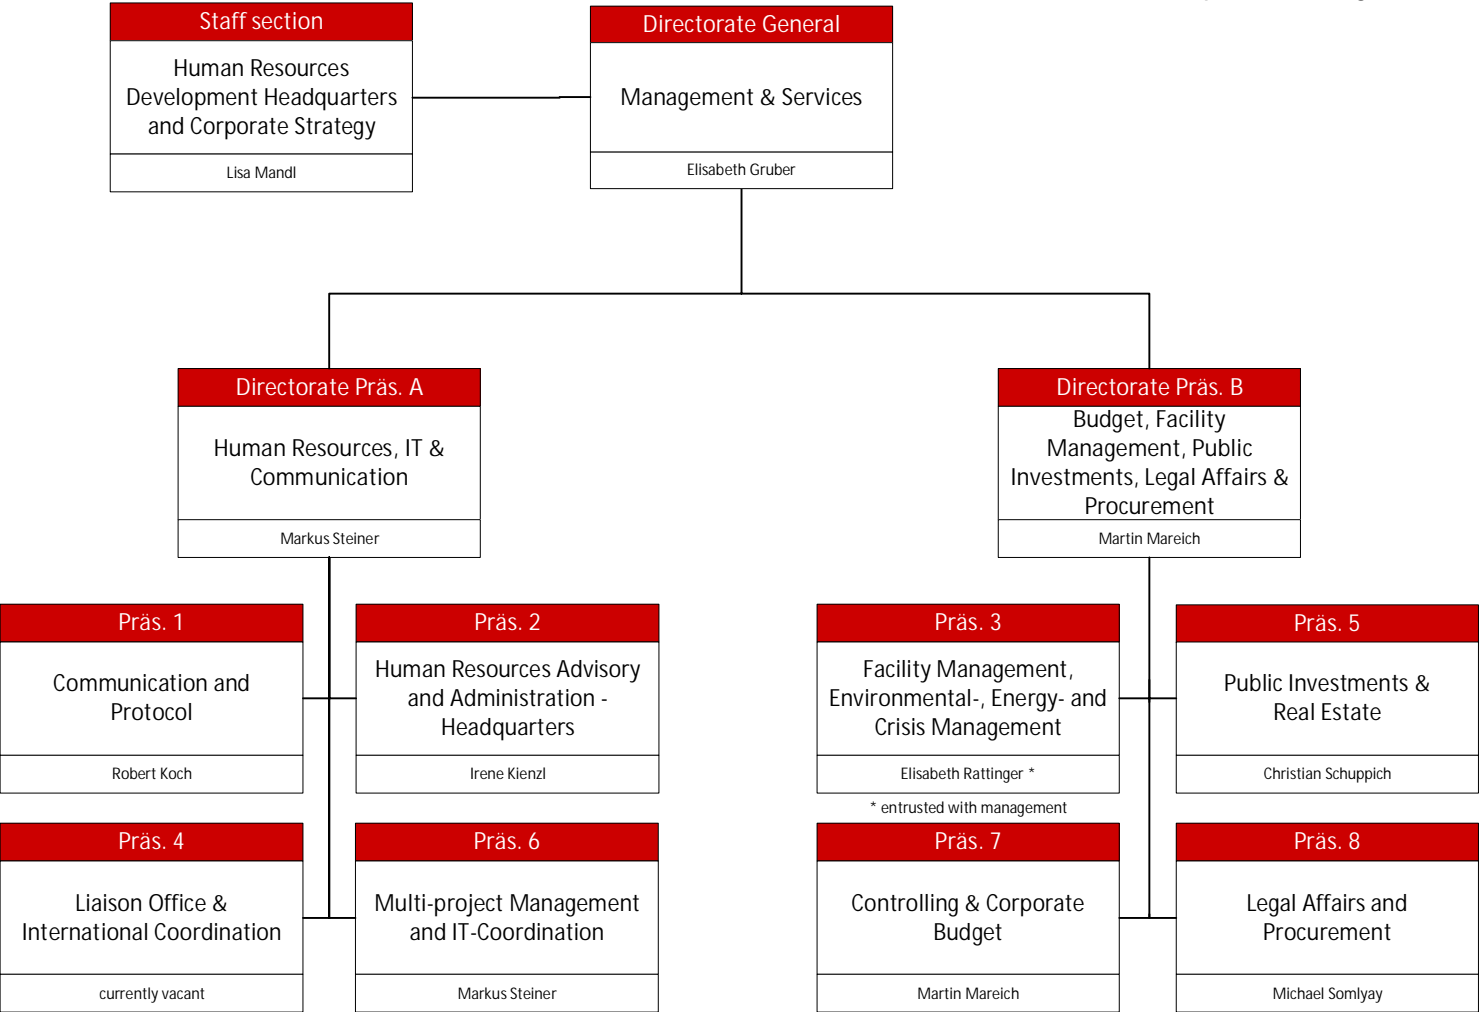 Staff section
Human Resources
Development Headquarters
and Corporate Strategy
Lisa Mandl
Directorate General
Management & Services
Elisabeth Gruber
Directorate Präs. A
Human Resources, IT &
Communication
Markus Steiner
Directorate Präs. B
Budget, Facility
Management, Public
Investments, Legal Affairs &
Procurement
Martin Mareich
Präs. 1
Communication and
Protocol
Robert Koch
Präs. 2
Human Resources Advisory
and Administration -
Headquarters
Irene Kienzl
Präs. 3
Facility Management,
Environmental-, Energy- and
Crisis Management
Elisabeth Rattinger *
* entrusted with management
Präs. 5
Public Investments &
Real Estate
Christian Schuppich
Präs. 4
Liaison Office &
International Coordination
currently vacant
Präs. 6
Multi-project Management
and IT-Coordination
Markus Steiner
Präs. 7
Controlling & Corporate
Budget
Martin Mareich
Präs. 8
Legal Affairs and
Procurement
Michael Somlyay